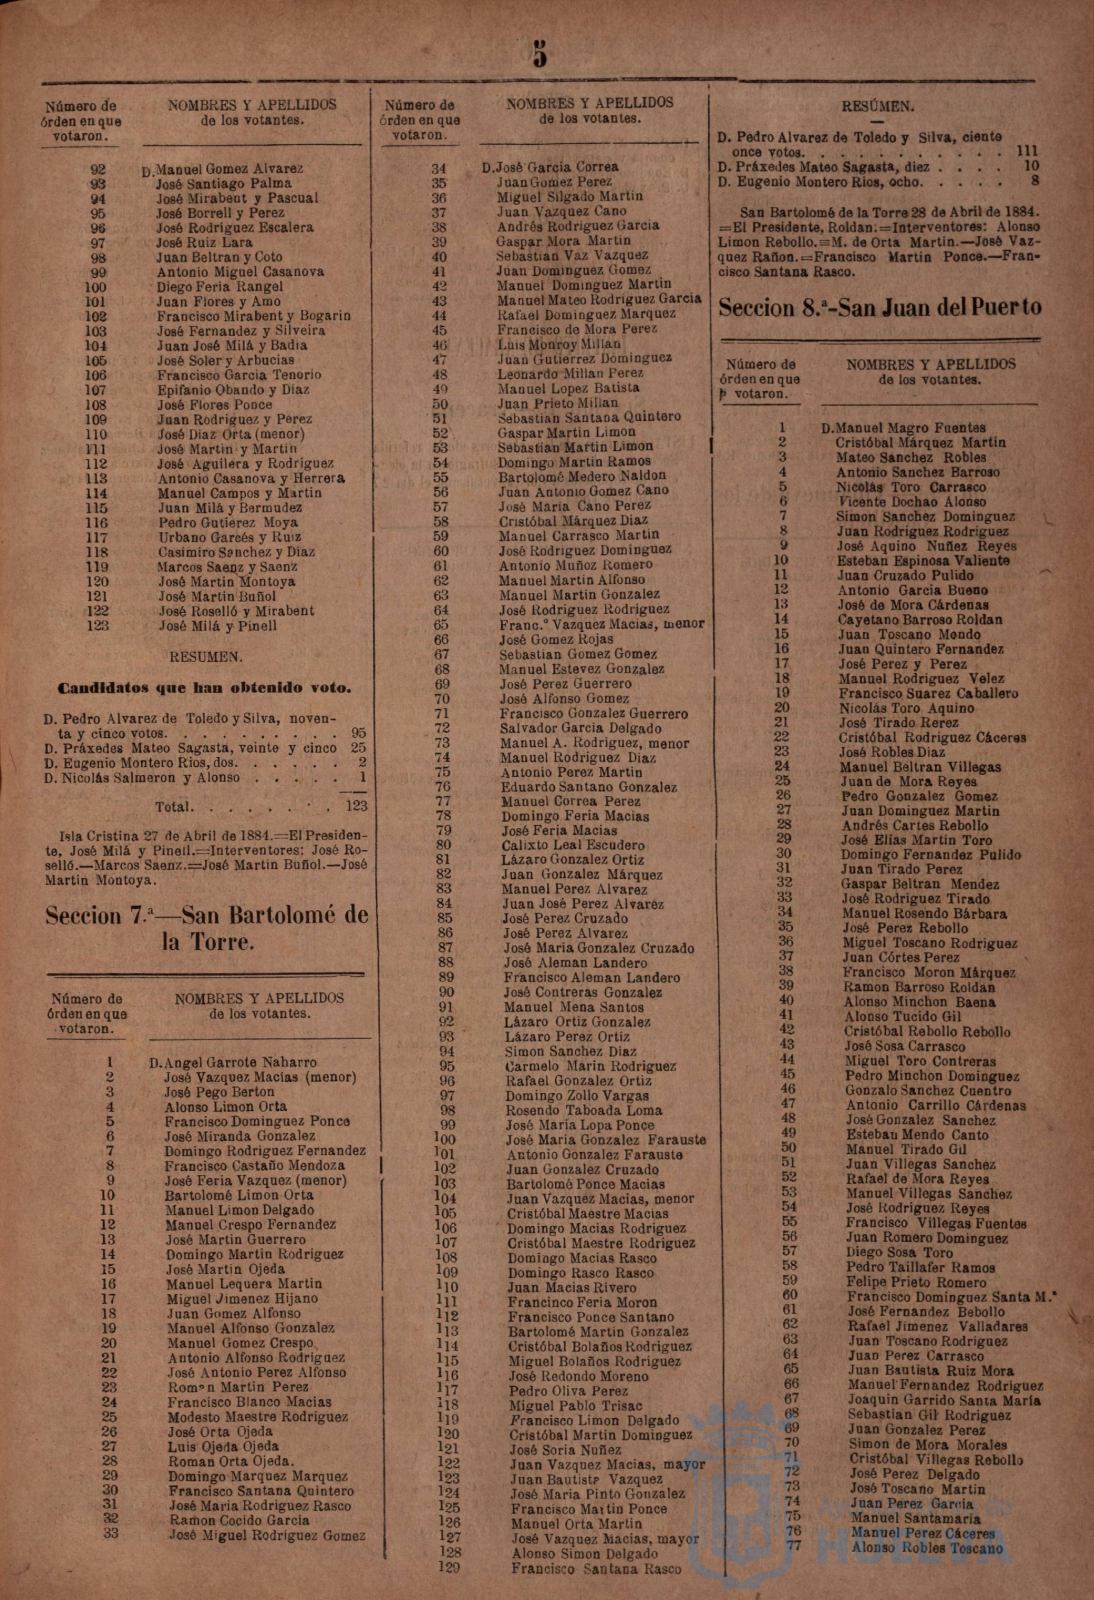 5
Número de
órden en que
votaron.
NOMBRES Y APELLIDOS
de los votantes.
92 D. Manuel Gomez Alvarez
93 José Santiago Palma
94 José Mirabent y Pascual
95 José Borrell y Perez
96 José Rodriguez Escalera
97 José Ruiz Lara
98 Juan Beltran y Coto
99 Antonio Miguel Casanova
100 Diego Feria Rangel
101 Juan Flores y Amo
102 Francisco Mirabent y Bogarin
103 José Fernandez y Silveira
104 Juan José Milá y Badia
105 José Soler y Arbucias
106 Francisco Garcia Tenorio
107 Epifanio Obando y Diaz
108 José Flores Ponce
109 Juan Rodriguez y Perez
110 José Diaz Orta (menor)
111 José Martin y Martin
112 José Aguilera y Rodriguez
113 Antonio Casanova y Herrera
114 Manuel Campos y Martin
115 Juan Milá y Bermudez
116 Pedro Gutierez Moya
117 Urbano Garcés y Ruiz
118 Casimiro Sanchez y Diaz
119 Marcos Saenz y Saenz
120 José Martin Montoya
121 José Martin Buñol
122 José Roselló y Mirabent
123 José Milá y Pinell
RESUMEN.
Candidatos que han obtenido voto.
D. Pedro Alvarez de Toledo y Silva, noven-
ta y cinco votos. . . . . . . . . . 95
D. Práxedes Mateo Sagasta, veinte y cinco 25
D. Eugenio Montero Rios, dos. . . . . . 2
D. Nicolás Salmeron y Alonso . . . . . 1
Total. . . . . . . . 123
Isla Cristina 27 de Abril de 1884.=El Presiden-
te, José Milá y Pinell.=Interventores: José Ro-
selló.—Marcos Saenz.=José Martin Buñol.—José
Martin Montoya.
Seccion 7.ª—San Bartolomé de
la Torre.
Número de
órden en que
votaron.
NOMBRES Y APELLIDOS
de los votantes.
1 D. Angel Garrote Naharro
2 José Vazquez Macias (menor)
3 José Pego Berton
4 Alonso Limon Orta
5 Francisco Dominguez Ponce
6 José Miranda Gonzalez
7 Domingo Rodriguez Fernandez
8 Francisco Castaño Mendoza
9 José Feria Vazquez (menor)
10 Bartolomé Limon Orta
11 Manuel Limon Delgado
12 Manuel Crespo Fernandez
13 José Martin Guerrero
14 Domingo Martin Rodriguez
15 José Martin Ojeda
16 Manuel Lequera Martin
17 Miguel Jimenez Hijano
18 Juan Gomez Alfonso
19 Manuel Alfonso Gonzalez
20 Manuel Gomez Crespo
21 Antonio Alfonso Rodriguez
22 José Antonio Perez Alfonso
23 Roman Martin Perez
24 Francisco Blanco Macias
25 Modesto Maestre Rodriguez
26 José Orta Ojeda
27 Luis Ojeda Ojeda
28 Roman Orta Ojeda.
29 Domingo Marquez Marquez
30 Francisco Santana Quintero
31 José Maria Rodriguez Rasco
32 Ramon Cocido Garcia
33 José Miguel Rodriguez Gomez
Número de
órden en que
votaron.
NOMBRES Y APELLIDOS
de los votantes.
34 D. José Garcia Correa
35 Juan Gomez Perez
36 Miguel Silgado Martin
37 Juan Vazquez Cano
38 Andrés Rodriguez Garcia
39 Gaspar Mora Martin
40 Sebastian Vaz Vazquez
41 Juan Dominguez Gomez
42 Manuel Dominguez Martin
43 Manuel Mateo Rodriguez Garcia
44 Rafael Dominguez Marquez
45 Francisco de Mora Perez
46 Luis Monroy Millan
47 Juan Gutierrez Dominguez
48 Leonardo Millan Perez
49 Manuel Lopez Batista
50 Juan Prieto Millan
51 Sebastian Santana Quintero
52 Gaspar Martin Limon
53 Sebastian Martin Limon
54 Domingo Martin Ramos
55 Bartolomé Medero Naldon
56 Juan Antonio Gomez Cano
57 José Maria Cano Perez
58 Cristóbal Márquez Diaz
59 Manuel Carrasco Martin
60 José Rodriguez Dominguez
61 Antonio Muñoz Romero
62 Manuel Martin Alfonso
63 Manuel Martin Gonzalez
64 José Rodriguez Rodriguez
65 Franc.º Vazquez Macias, menor
66 José Gomez Rojas
67 Sebastian Gomez Gomez
68 Manuel Estevez Gonzalez
69 José Perez Guerrero
70 José Alfonso Gomez
71 Francisco Gonzalez Guerrero
72 Salvador Garcia Delgado
73 Manuel A. Rodriguez, menor
74 Manuel Rodriguez Diaz
75 Antonio Perez Martin
76 Eduardo Santano Gonzalez
77 Manuel Correa Perez
78 Domingo Feria Macias
79 José Feria Macias
80 Calixto Leal Escudero
81 Lázaro Gonzalez Ortiz
82 Juan Gonzalez Márquez
83 Manuel Perez Alvarez
84 Juan José Perez Alvarez
85 José Perez Cruzado
86 José Perez Alvarez
87 José Maria Gonzalez Cruzado
88 José Aleman Landero
89 Francisco Aleman Landero
90 José Contreras Gonzalez
91 Manuel Mena Santos
92 Lázaro Ortiz Gonzalez
93 Lázaro Perez Ortiz
94 Simon Sanchez Diaz
95 Carmelo Marin Rodriguez
96 Rafael Gonzalez Ortiz
97 Domingo Zollo Vargas
98 Rosendo Taboada Loma
99 José Maria Lopa Ponce
100 José Maria Gonzalez Farauste
101 Antonio Gonzalez Farauste
102 Juan Gonzalez Cruzado
103 Bartolomé Ponce Macias
104 Juan Vazquez Macias, menor
105 Cristóbal Maestre Macias
106 Domingo Macias Rodriguez
107 Cristóbal Maestre Rodriguez
108 Domingo Macias Rasco
109 Domingo Rasco Rasco
110 Juan Macias Rivero
111 Francinco Feria Moron
112 Francisco Ponce Santano
113 Bartolomé Martin Gonzalez
114 Cristóbal Bolaños Rodriguez
115 Miguel Bolaños Rodriguez
116 José Redondo Moreno
117 Pedro Oliva Perez
118 Miguel Pablo Trisac
119 Francisco Limon Delgado
120 Cristóbal Martin Dominguez
121 José Soria Nuñez
122 Juan Vazquez Macias, mayor
123 Juan Bautista Vazquez
124 José Maria Pinto Gonzalez
125 Francisco Martin Ponce
126 Manuel Orta Martin
127 José Vazquez Macias, mayor
128 Alonso Simon Delgado
129 Francisco Santana Rasco
RESÚMEN.
D. Pedro Alvarez de Toledo y Silva, ciento
once votos. . . . . . . . . . . 111
D. Práxedes Mateo Sagasta, diez . . . . 10
D. Eugenio Montero Rios, ocho. . . . . 8
San Bartolomé de la Torre 28 de Abril de 1884.
=El Presidente, Roldan.=Interventores: Alonso
Limon Rebollo.=M. de Orta Martin.—José Vaz-
quez Rañon.=Francisco Martin Ponce.—Fran-
cisco Santana Rasco.
Seccion 8.ª-San Juan del Puerto
Número de
órden en que
votaron.
NOMBRES Y APELLIDOS
de los votantes.
1 D. Manuel Magro Fuentes
2 Cristóbal Márquez Martin
3 Mateo Sanchez Robles
4 Antonio Sanchez Barroso
5 Nicolás Toro Carrasco
6 Vicente Dochao Alonso
7 Simon Sanchez Dominguez
8 Juan Rodriguez Rodriguez
9 José Aquino Nuñez Reyes
10 Esteban Espinosa Valiente
11 Juan Cruzado Pulido
12 Antonio Garcia Bueno
13 José de Mora Cárdenas
14 Cayetano Barroso Roldan
15 Juan Toscano Mendo
16 Juan Quintero Fernandez
17 José Perez y Perez
18 Manuel Rodriguez Velez
19 Francisco Suarez Caballero
20 Nicolás Toro Aquino
21 José Tirado Rerez
22 Cristóbal Rodriguez Cáceres
23 José Robles Diaz
24 Manuel Beltran Villegas
25 Juan de Mora Reyes
26 Pedro Gonzalez Gomez
27 Juan Dominguez Martin
28 Andrés Cartes Rebollo
29 José Elias Martin Toro
30 Domingo Fernandez Pulido
31 Juan Tirado Perez
32 Gaspar Beltran Mendez
33 José Rodriguez Tirado
34 Manuel Rosendo Bárbara
35 José Perez Rebollo
36 Miguel Toscano Rodriguez
37 Juan Córtes Perez
38 Francisco Moron Márquez
39 Ramon Barroso Roldan
40 Alonso Minchon Baena
41 Alonso Tucido Gil
42 Cristóbal Rebollo Rebollo
43 José Sosa Carrasco
44 Miguel Toro Contreras
45 Pedro Minchon Dominguez
46 Gonzalo Sanchez Cuentro
47 Antonio Carrillo Cárdenas
48 José Gonzalez Sanchez
49 Esteban Mendo Canto
50 Manuel Tirado Gil
51 Juan Villegas Sanchez
52 Rafael de Mora Reyes
53 Manuel Villegas Sanchez
54 José Rodriguez Reyes
55 Francisco Villegas Fuentes
56 Juan Romero Dominguez
57 Diego Sosa Toro
58 Pedro Taillafer Ramos
59 Felipe Prieto Romero
60 Francisco Dominguez Santa M.ª
61 José Fernandez Bebollo
62 Rafael Jimenez Valladares
63 Juan Toscano Rodriguez
64 Juan Perez Carrasco
65 Juan Bautista Ruiz Mora
66 Manuel Fernandez Rodriguez
67 Joaquin Garrido Santa María
68 Sebastian Gil Rodriguez
69 Juan Gonzalez Perez
70 Simon de Mora Morales
71 Cristóbal Villegas Rebollo
72 José Perez Delgado
73 José Toscano Martin
74 Juan Perez Garcia
75 Manuel Santamaria
76 Manuel Perez Cáceres
77 Alonso Robles Toscano